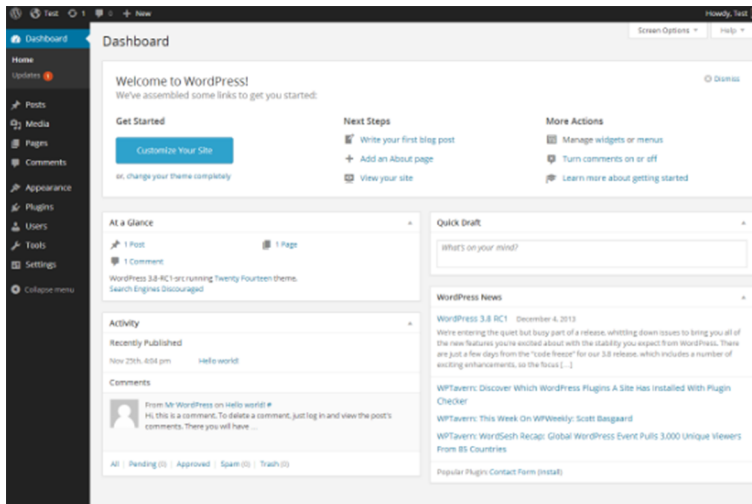 Test 1 0 + New
Howdy, Test
Dashboard
Home
Updates 1
Posts
Media
Pages
Comments
Appearance
Plugins
Users
Tools
Settings
Collapse menu
Dashboard
Screen Options
Help
Welcome to WordPress!
We've assembled some links to get you started:
Dismiss
Get Started
Customize Your Site
or, change your theme completely
Next Steps
Write your first blog post
Add an About page
View your site
More Actions
Manage widgets or menus
Turn comments on or off
Learn more about getting started
At a Glance
1 Post
1 Page
1 Comment
WordPress 3.8-RC1-src running Twenty Fourteen theme.
Search Engines Discouraged
Activity
Recently Published
Nov 25th, 4:04 pm Hello world!
Comments
From Mr WordPress on Hello world! #
Hi, this is a comment. To delete a comment, just log in and view the post's
comments. There you will have ...
All | Pending (0) | Approved | Spam (0) | Trash (0)
Quick Draft
What's on your mind?
WordPress News
WordPress 3.8 RC1 December 4, 2013
We're entering the quiet but busy part of a release, whittling down issues to bring you all of
the new features you're excited about with the stability you expect from WordPress. There
are just a few days from the "code freeze" for our 3.8 release, which includes a number of
exciting enhancements, so the focus [...]
WPTavern: Discover Which WordPress Plugins A Site Has Installed With Plugin
Checker
WPTavern: This Week On WPWeekly: Scott Basgaard
WPTavern: WordSesh Recap: Global WordPress Event Pulls 3,000 Unique Viewers
From 85 Countries
Popular Plugin: Contact Form (Install)